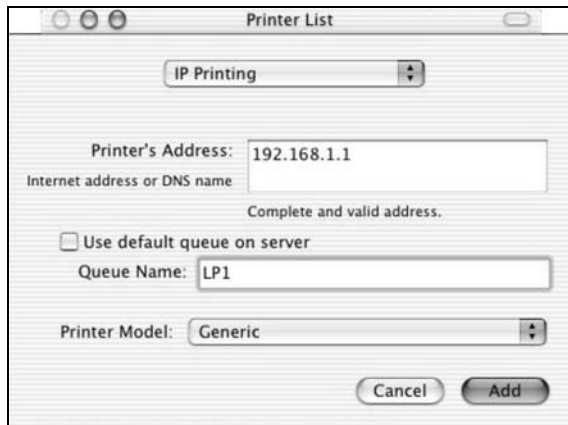 Printer List
IP Printing
Printer's Address: 192.168.1.1
Internet address or DNS name
Complete and valid address.
Use default queue on server
Queue Name: LP1
Printer Model: Generic
Cancel Add